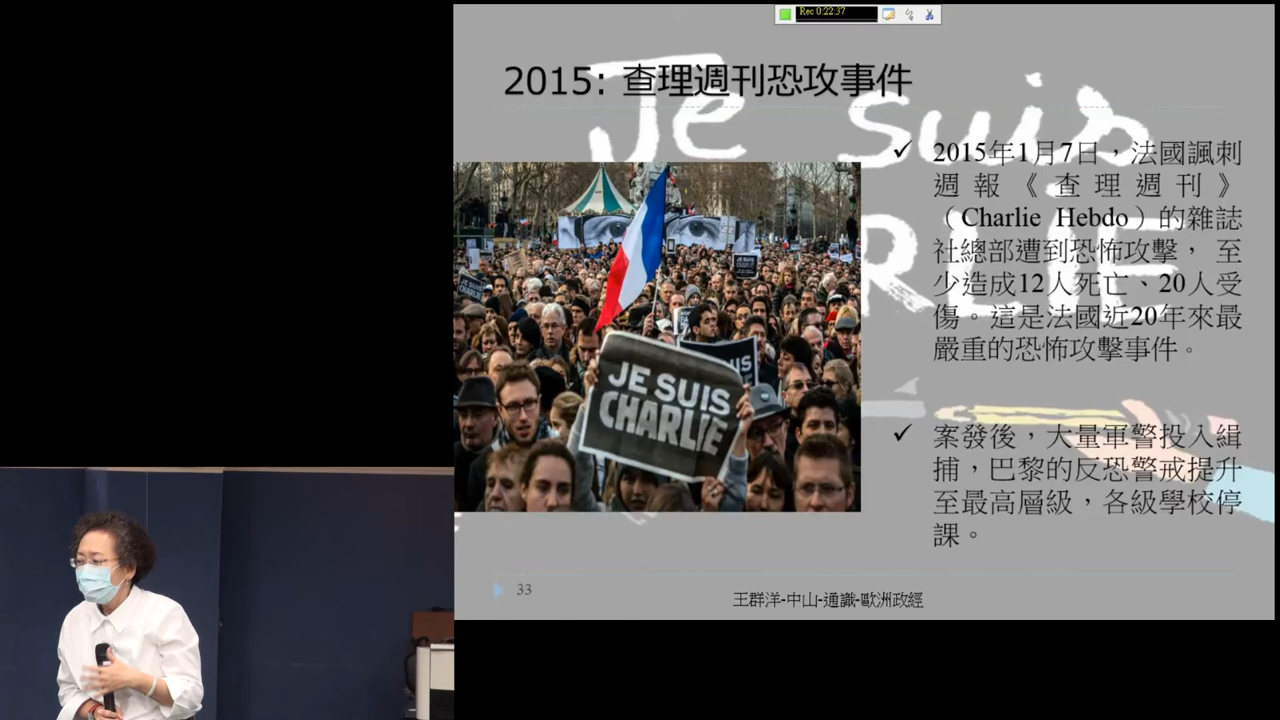 Rec 0:22:37
2015: 查理週刊恐攻事件
Je suis
CHARLIE
2015年1月7日，法國諷刺
週報《查理週刊》
（Charlie Hebdo）的雜誌
社總部遭到恐怖攻擊， 至
少造成12人死亡、20人受
傷。這是法國近20年來最
嚴重的恐怖攻擊事件。
案發後，大量軍警投入緝
捕，巴黎的反恐警戒提升
至最高層級，各級學校停
課。
JE SUIS
CHARLIE
33
王群洋-中山-通識-歐洲政經